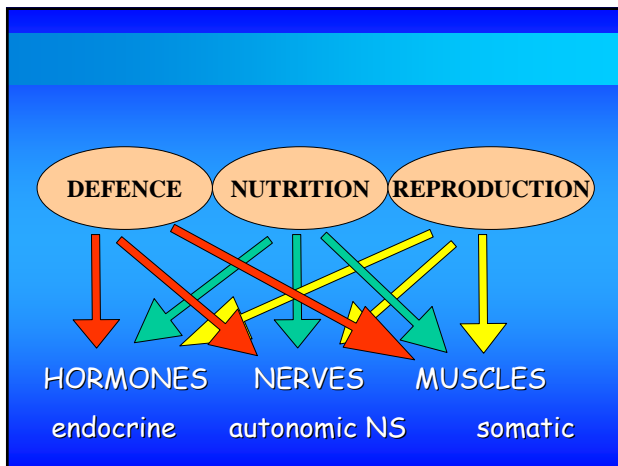 DEFENCE NUTRITION REPRODUCTION
HORMONES NERVES MUSCLES
endocrine autonomic NS somatic